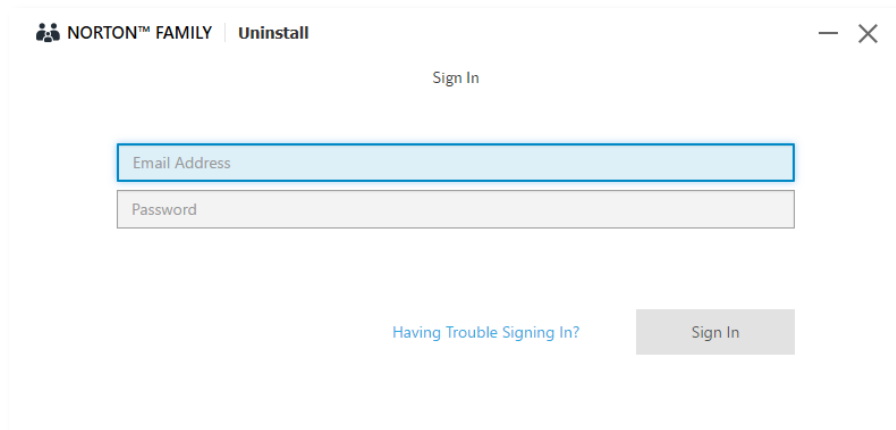 NORTON™ FAMILY Uninstall
Sign In
Email Address
Password
Having Trouble Signing In? Sign In